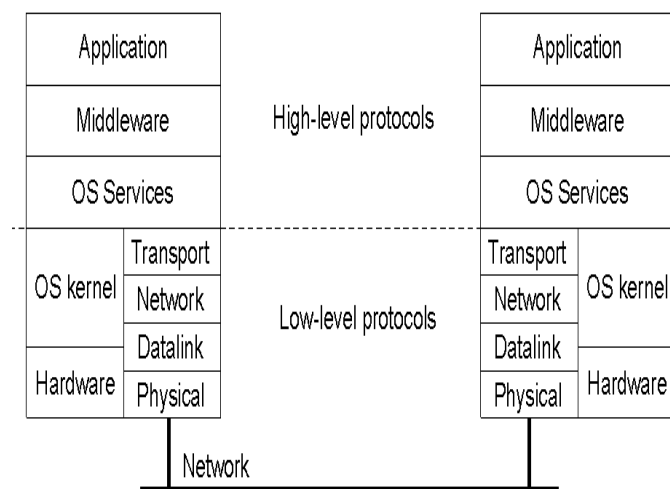 Application
Middleware
OS Services
OS kernel
Hardware
Transport
Network
Datalink
Physical
High-level protocols
Low-level protocols
Network
Application
Middleware
OS Services
Transport
Network
Datalink
Physical
OS kernel
Hardware